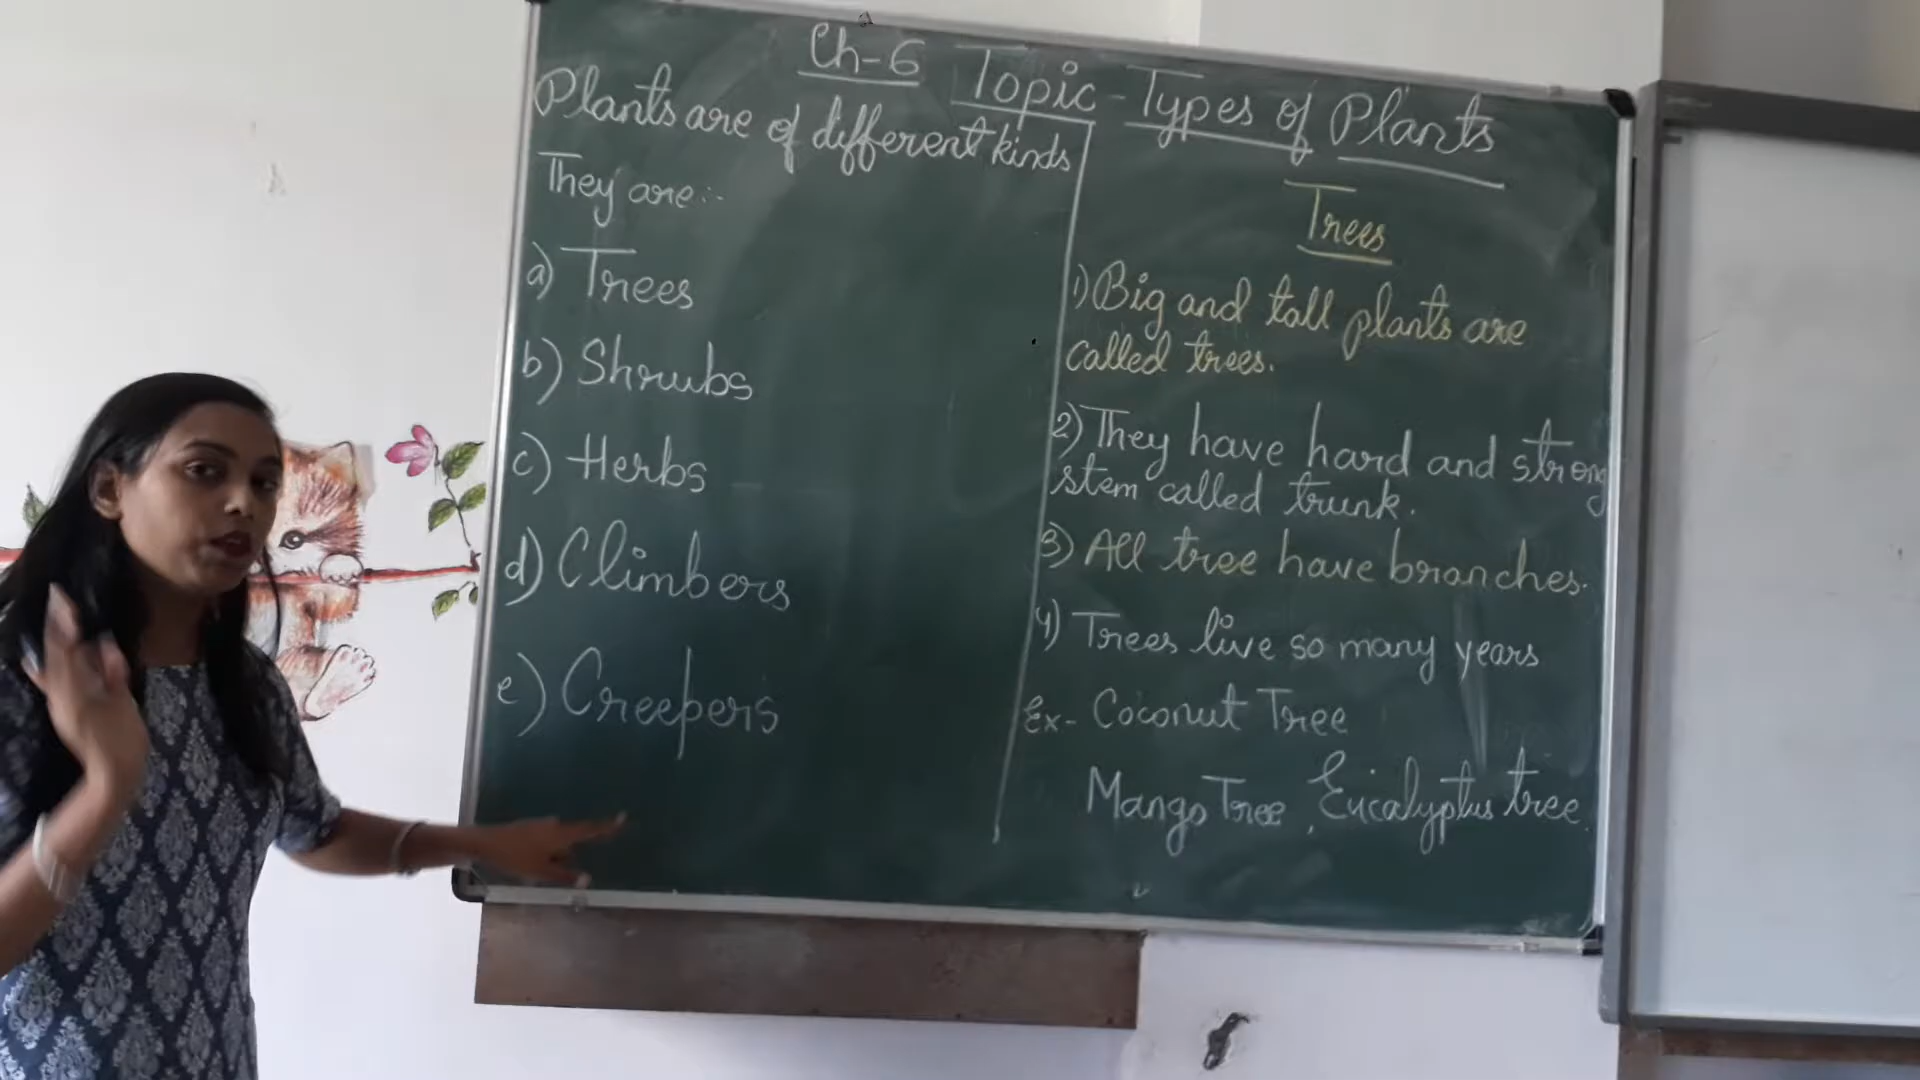 Ch-6 Topic - Types of Plants
Plants are of different kinds
They are:-
a) Trees
b) Shrubs
c) Herbs
d) Climbers
e) Creepers
Trees
1) Big and tall plants are
called trees.
2) They have hard and strong
stem called trunk.
3) All tree have branches.
4) Trees live so many years
Ex- Coconut Tree
Mango Tree, Eucalyptus tree.